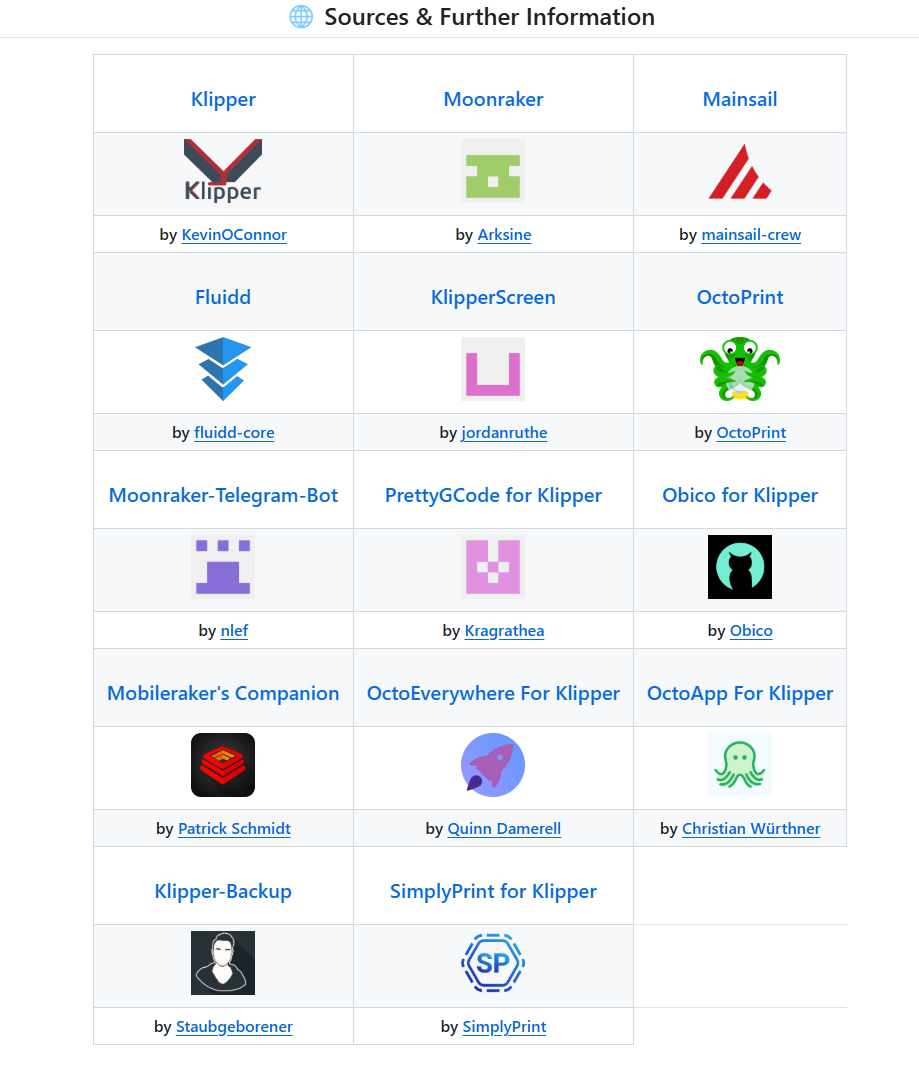 Sources & Further Information
Klipper Moonraker Mainsail
Klipper
by KevinOConnor by Arksine by mainsail-crew
Fluidd KlipperScreen OctoPrint
by fluidd-core by jordanruthe by OctoPrint
Moonraker-Telegram-Bot PrettyGCode for Klipper Obico for Klipper
by nlef by Kragrathea by Obico
Mobileraker's Companion OctoEverywhere For Klipper OctoApp For Klipper
by Patrick Schmidt by Quinn Damerell by Christian Würthner
Klipper-Backup SimplyPrint for Klipper
SP
by Staubgeborener by SimplyPrint